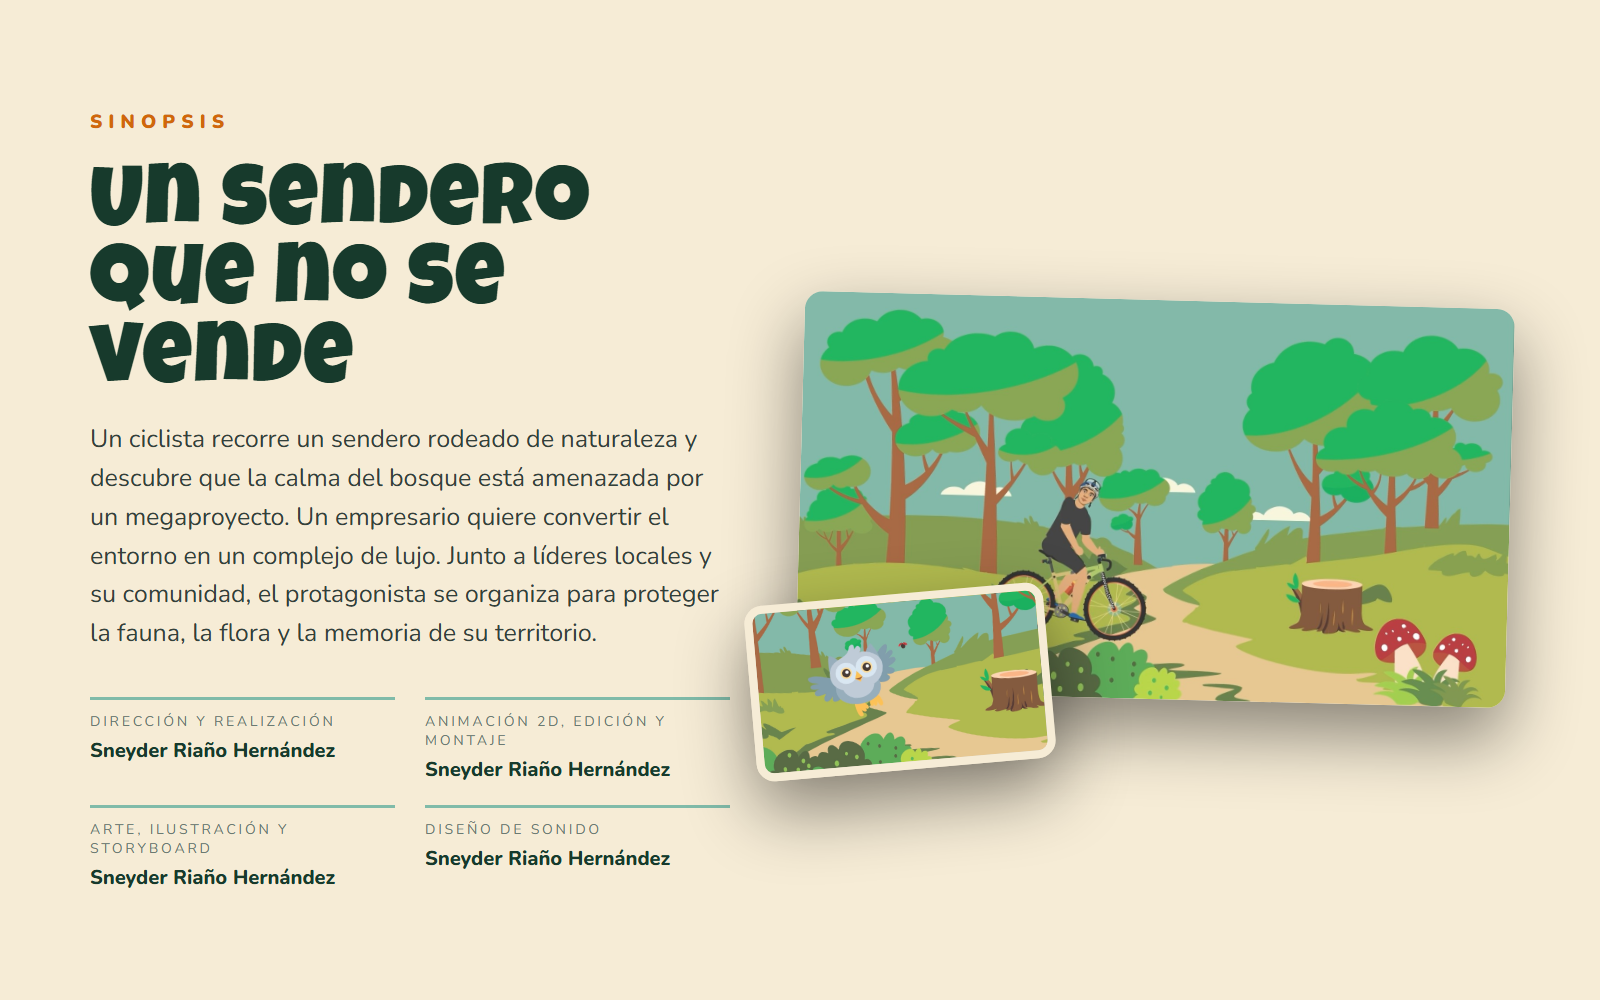 SINOPSIS
Un sendero
que no se
vende
Un ciclista recorre un sendero rodeado de naturaleza y
descubre que la calma del bosque está amenazada por
un megaproyecto. Un empresario quiere convertir el
entorno en un complejo de lujo. Junto a líderes locales y
su comunidad, el protagonista se organiza para proteger
la fauna, la flora y la memoria de su territorio.
DIRECCIÓN Y REALIZACIÓN
Sneyder Riaño Hernández
ANIMACIÓN 2D, EDICIÓN Y
MONTAJE
Sneyder Riaño Hernández
ARTE, ILUSTRACIÓN Y
STORYBOARD
Sneyder Riaño Hernández
DISEÑO DE SONIDO
Sneyder Riaño Hernández